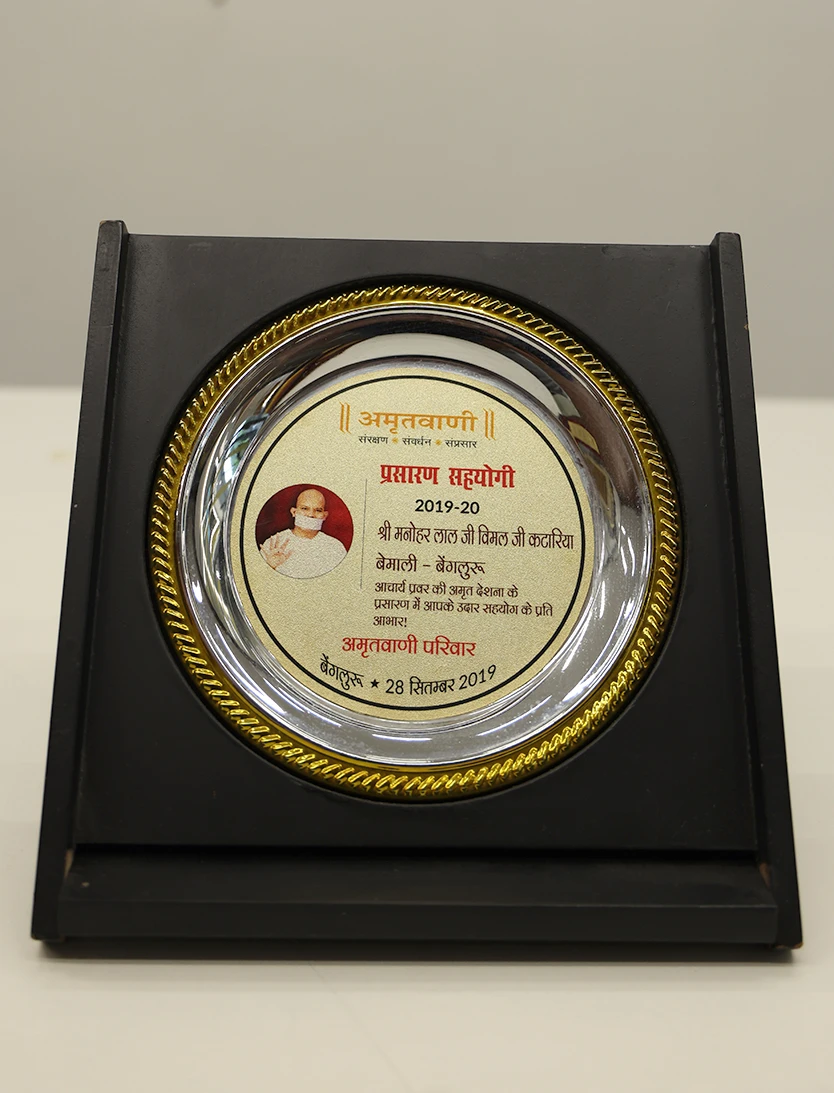 || अमृतवाणी ||
संरक्षण • संवर्धन • संप्रसार
प्रसारण सहयोगी
2019-20
श्री मनोहर लाल जी विमल जी कटारिया
बेमाली - बेंगलुरू
आचार्य प्रवर की अमृत देशना के
प्रसारण में आपके उदार सहयोग के प्रति
आभार!
अमृतवाणी परिवार
बेंगलुरू ★ 28 सितम्बर 2019